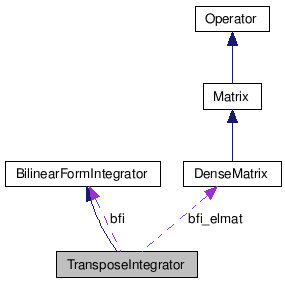 Operator
Matrix
BilinearFormIntegrator
DenseMatrix
bfi
bfi_elmat
TransposeIntegrator